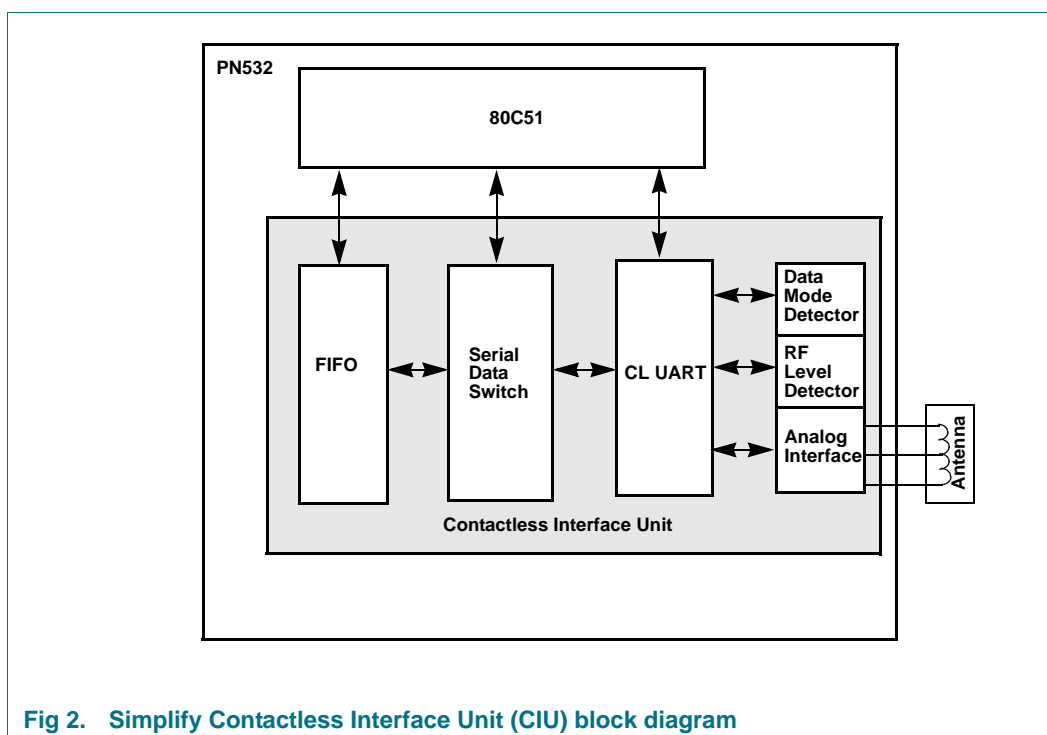 PN532
80C51
FIFO
Serial
Data
Switch
CL UART
Data
Mode
Detector
RF
Level
Detector
Analog
Interface
Antenna
Contactless Interface Unit
Fig 2. Simplify Contactless Interface Unit (CIU) block diagram